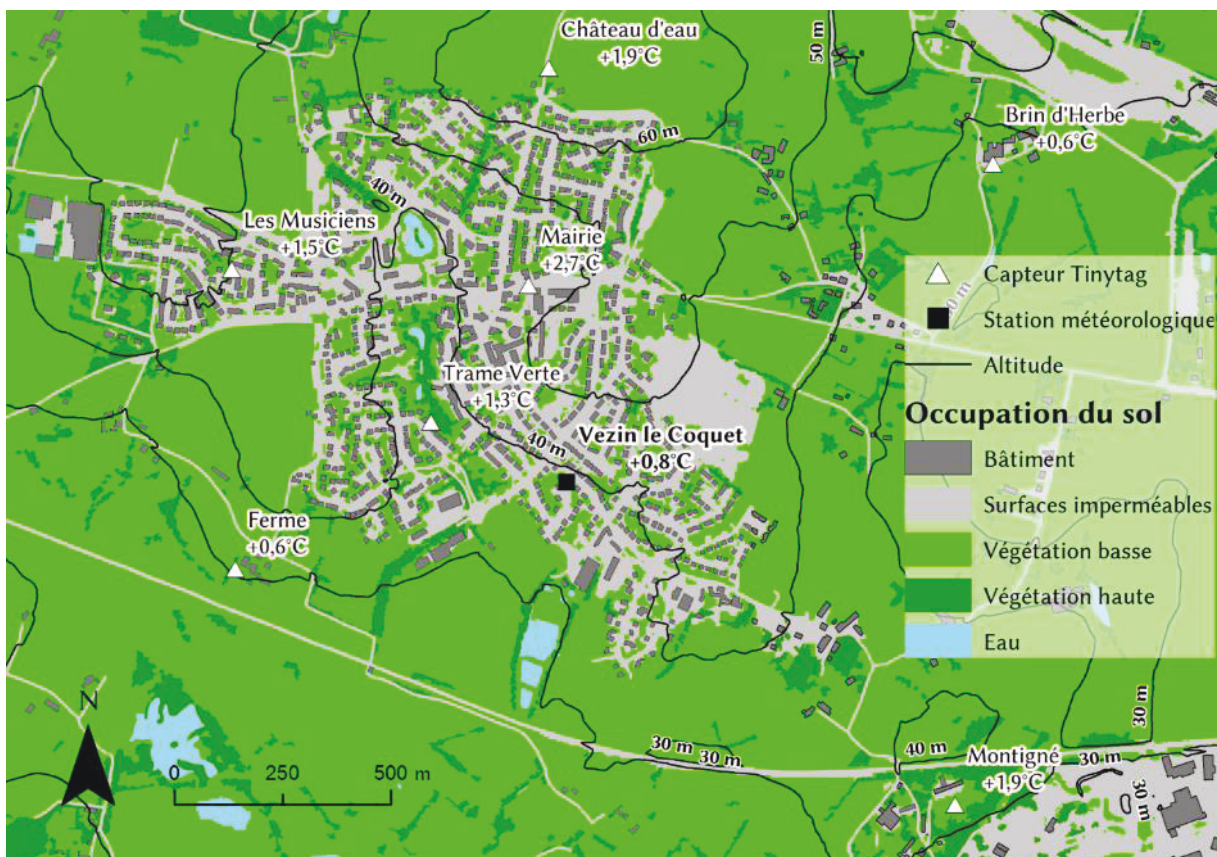 Château d'eau
+1,9°C
50 m
Brin d'Herbe
+0,6°C
60 m
40 m
Les Musiciens
+1,5°C
Mairie
+2,7°C
Capteur Tinytag
Station météorologique
Altitude
Occupation du sol
Bâtiment
Surfaces imperméables
Végétation basse
Végétation haute
Eau
Trame Verte
+1,3°C
40 m
Vezin le Coquet
+0,8°C
Ferme
+0,6°C
N
0 250 500 m
30 m
30 m
30 m
40 m
30 m
30 m
Montigné
+1,9°C